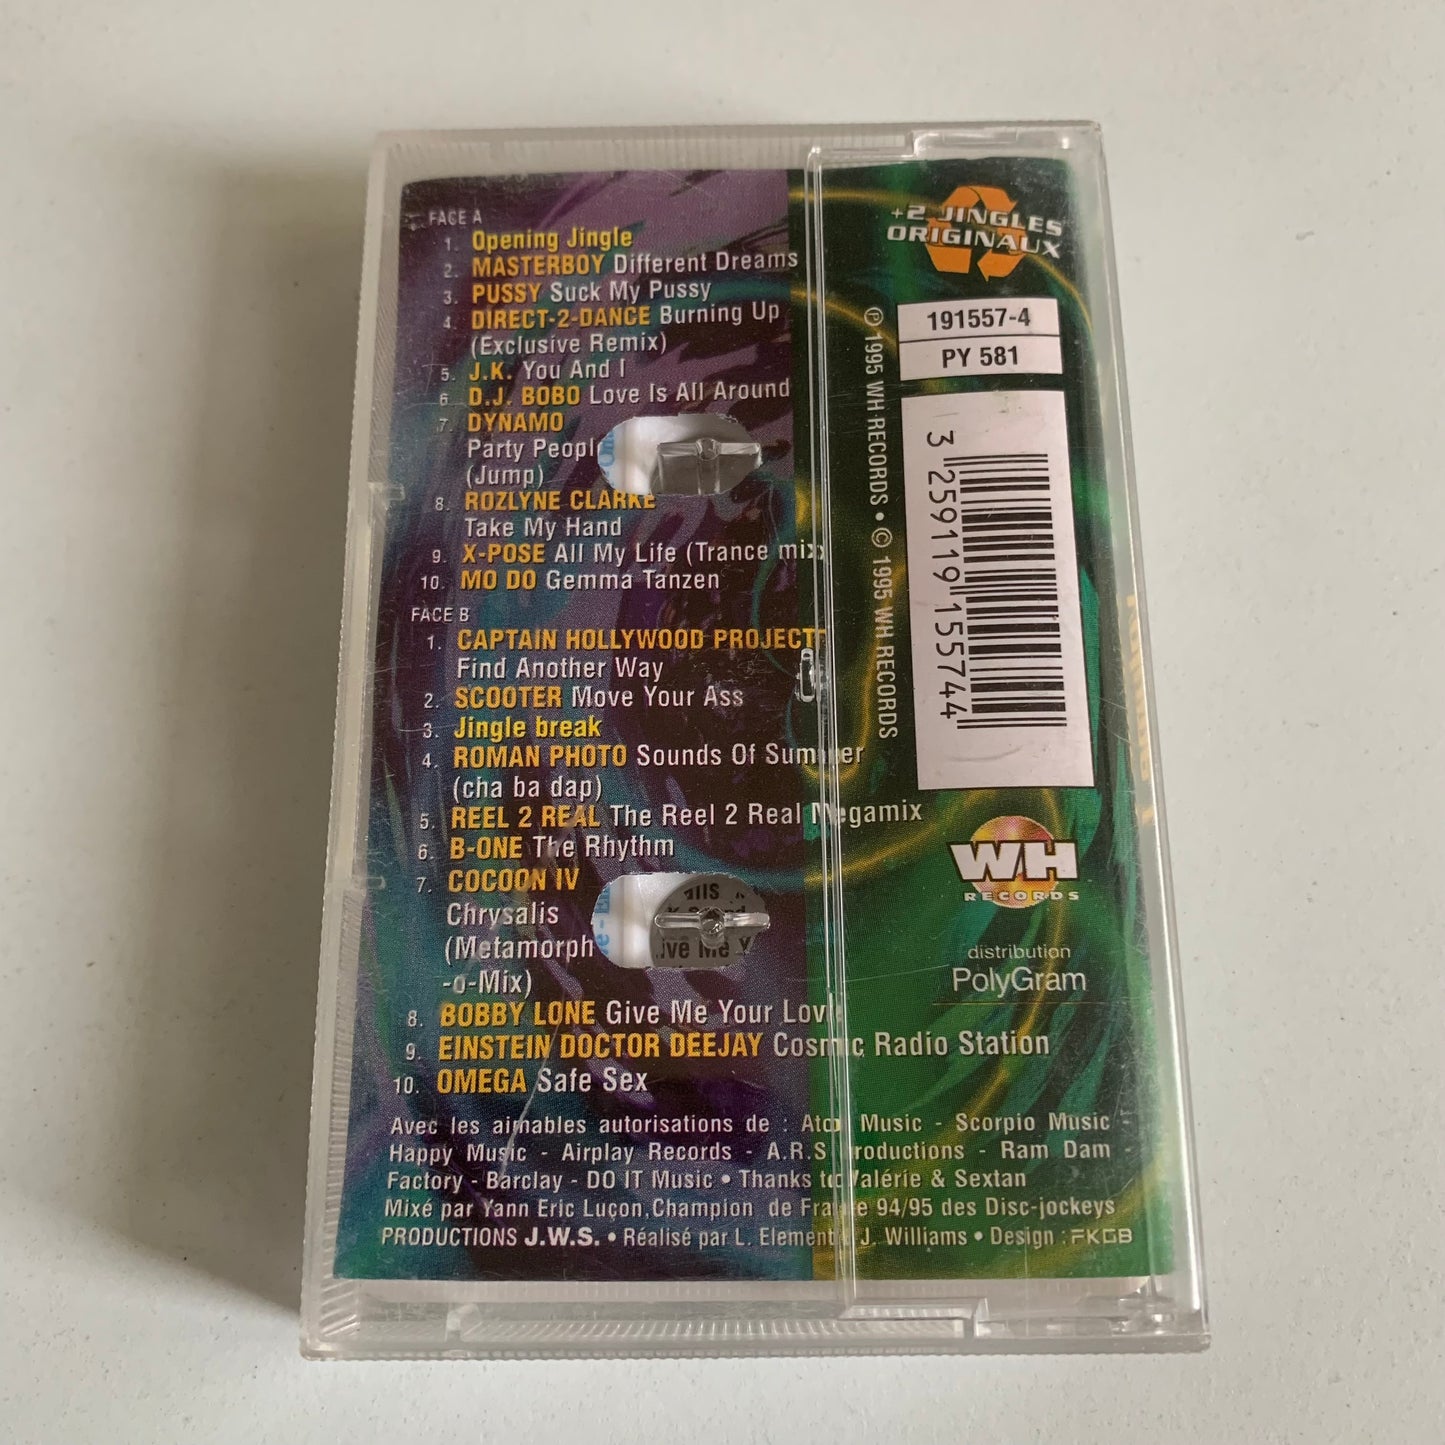 FACE A
1. Opening Jingle
2. MASTERBOY Different Dreams
3. PUSSY Suck My Pussy
4. DIRECT-2-DANCE Burning Up
(Exclusive Remix)
5. J.K. You And I
6. D.J. BOBO Love Is All Around
7. DYNAMO
Party Peopl
(Jump)
8. ROZLYNE CLARKE
Take My Hand
9. X-POSE All My Life (Trance mix)
10. MO DO Gemma Tanzen
FACE B
1. CAPTAIN HOLLYWOOD PROJECT
Find Another Way
2. SCOOTER Move Your Ass
3. Jingle break
4. ROMAN PHOTO Sounds Of Summer
(cha ba dap)
5. REEL 2 REAL The Reel 2 Real Megamix
6. B-ONE The Rhythm
7. COCOON IV
Chrysalis
(Metamorph
-o-Mix)
8. BOBBY LONE Give Me Your Love
9. EINSTEIN DOCTOR DEEJAY Cosmic Radio Station
10. OMEGA Safe Sex
Avec les aimables autorisations de : Atox Music - Scorpio Music -
Happy Music - Airplay Records - A.R.S Productions - Ram Dam -
Factory - Barclay - DO IT Music • Thanks to Valérie & Sextan
Mixé par Yann Eric Luçon, Champion de France 94/95 des Disc-jockeys
PRODUCTIONS J.W.S. • Réalisé par L. Element & J. Williams • Design : FKGB
+2 JINGLES
ORIGINAUX
191557-4
PY 581
℗ 1995 WH RECORDS • © 1995 WH RECORDS
3 259119 155744
WH
RECORDS
distribution
PolyGram
ive Me Y